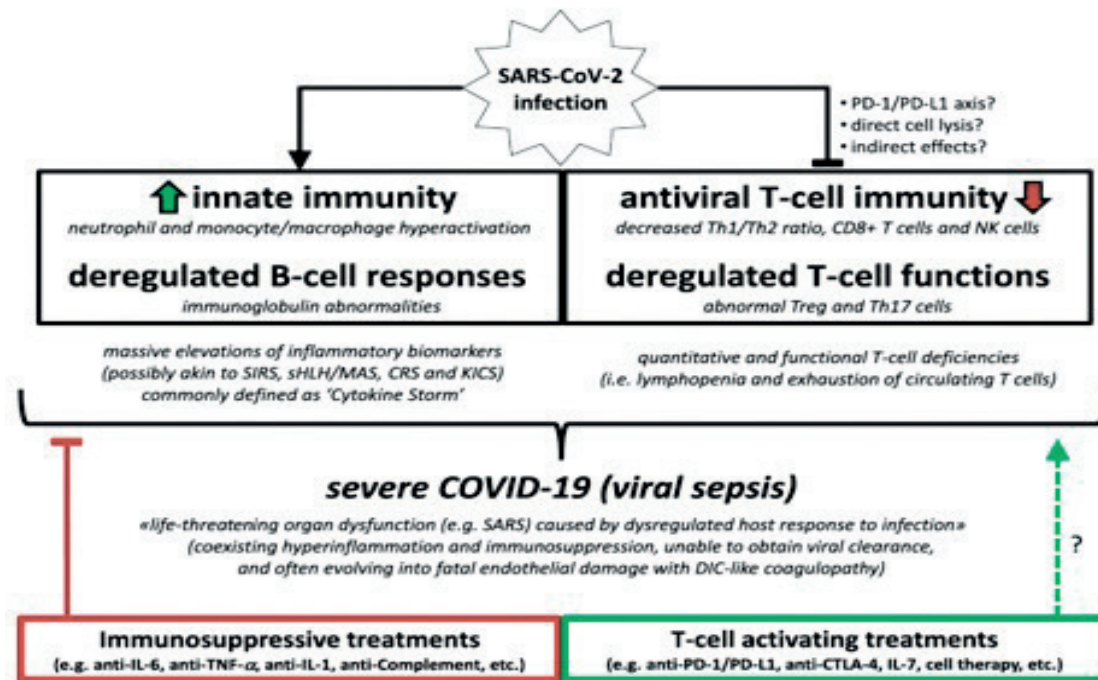 SARS-CoV-2
infection
• PD-1/PD-L1 axis?
• direct cell lysis?
• indirect effects?
innate immunity
neutrophil and monocyte/macrophage hyperactivation
deregulated B-cell responses
immunoglobulin abnormalities
antiviral T-cell immunity
decreased Th1/Th2 ratio, CD8+ T cells and NK cells
deregulated T-cell functions
abnormal Treg and Th17 cells
massive elevations of inflammatory biomarkers
(possibly akin to SIRS, sHLH/MAS, CRS and KICS)
commonly defined as ‘Cytokine Storm’
quantitative and functional T-cell deficiencies
(i.e. lymphopenia and exhaustion of circulating T cells)
severe COVID-19 (viral sepsis)
«life-threatening organ dysfunction (e.g. SARS) caused by dysregulated host response to infection»
(coexisting hyperinflammation and immunosuppression, unable to obtain viral clearance,
and often evolving into fatal endothelial damage with DIC-like coagulopathy)
?
Immunosuppressive treatments
(e.g. anti-IL-6, anti-TNF-α, anti-IL-1, anti-Complement, etc.)
T-cell activating treatments
(e.g. anti-PD-1/PD-L1, anti-CTLA-4, IL-7, cell therapy, etc.)